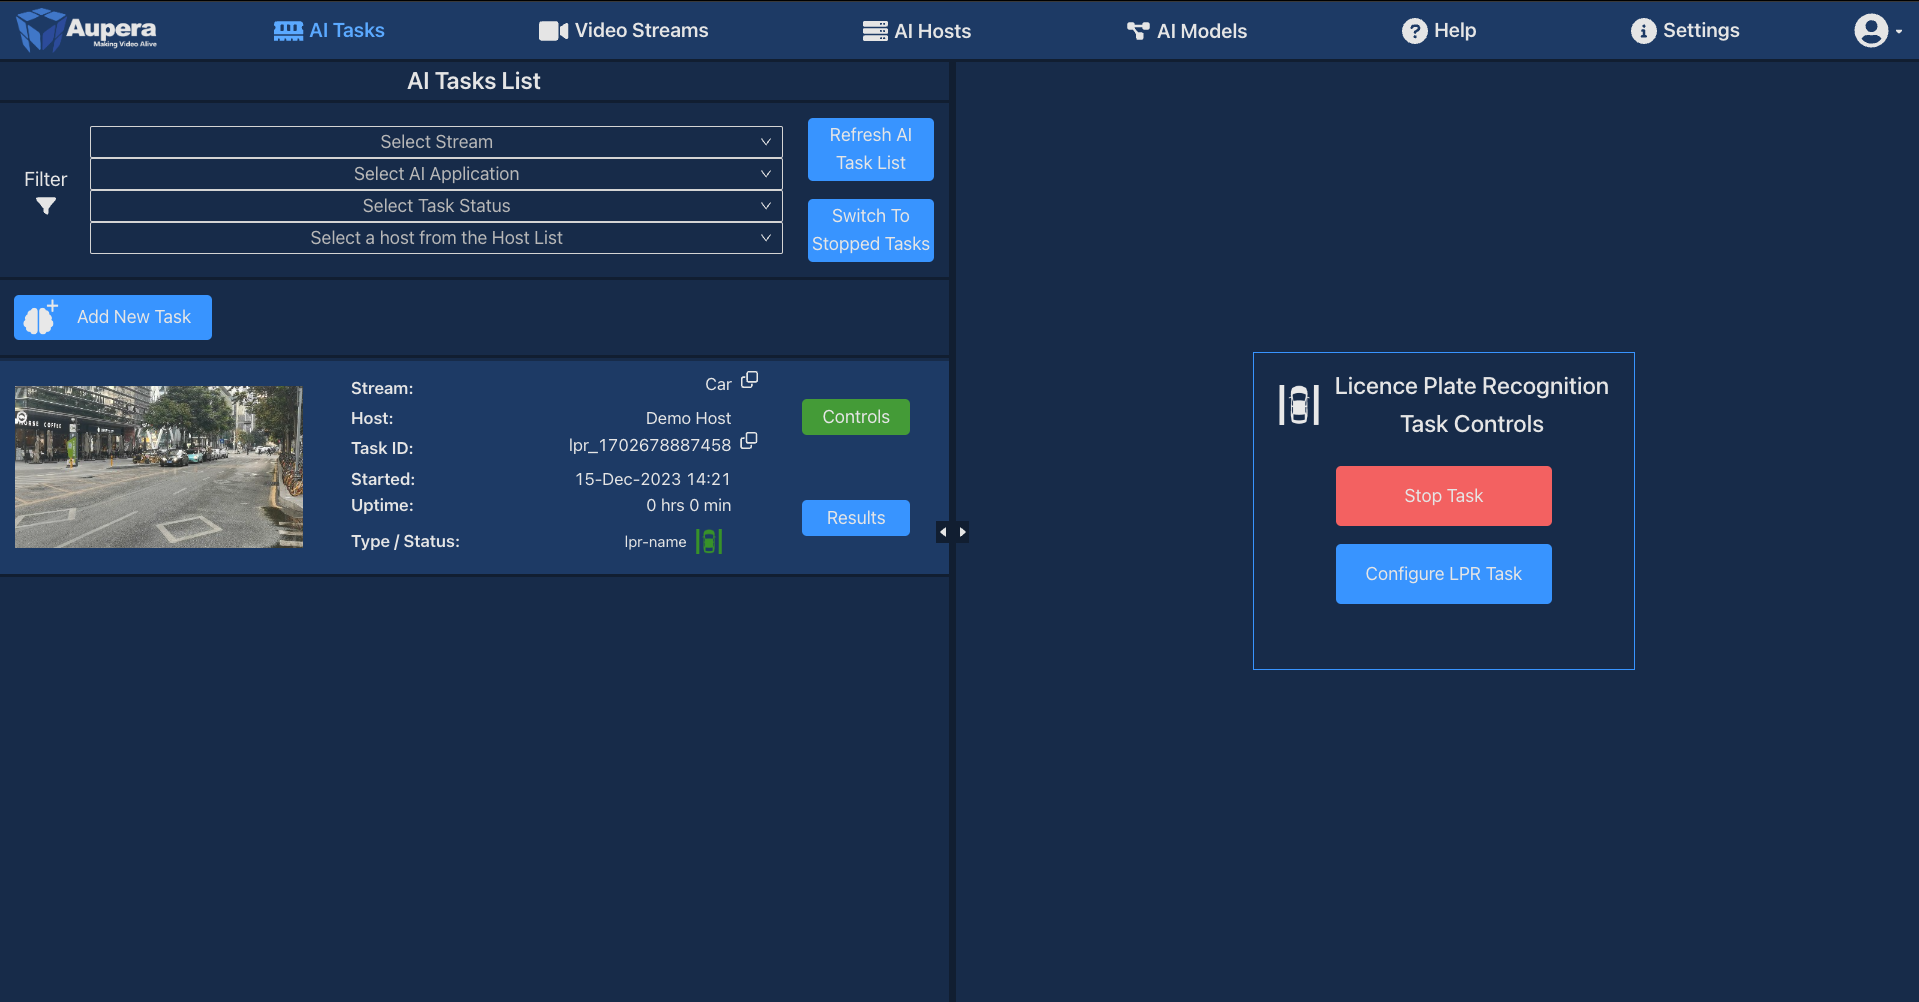 Aupera
Making Video Alive
AI Tasks
Video Streams
AI Hosts
AI Models
Help
Settings
AI Tasks List
Filter
Select Stream
Select AI Application
Select Task Status
Select a host from the Host List
Refresh AI
Task List
Switch To
Stopped Tasks
Add New Task
Stream: Car
Host: Demo Host
Task ID: lpr_1702678887458
Started: 15-Dec-2023 14:21
Uptime: 0 hrs 0 min
Type / Status: lpr-name
Controls
Results
Licence Plate Recognition
Task Controls
Stop Task
Configure LPR Task